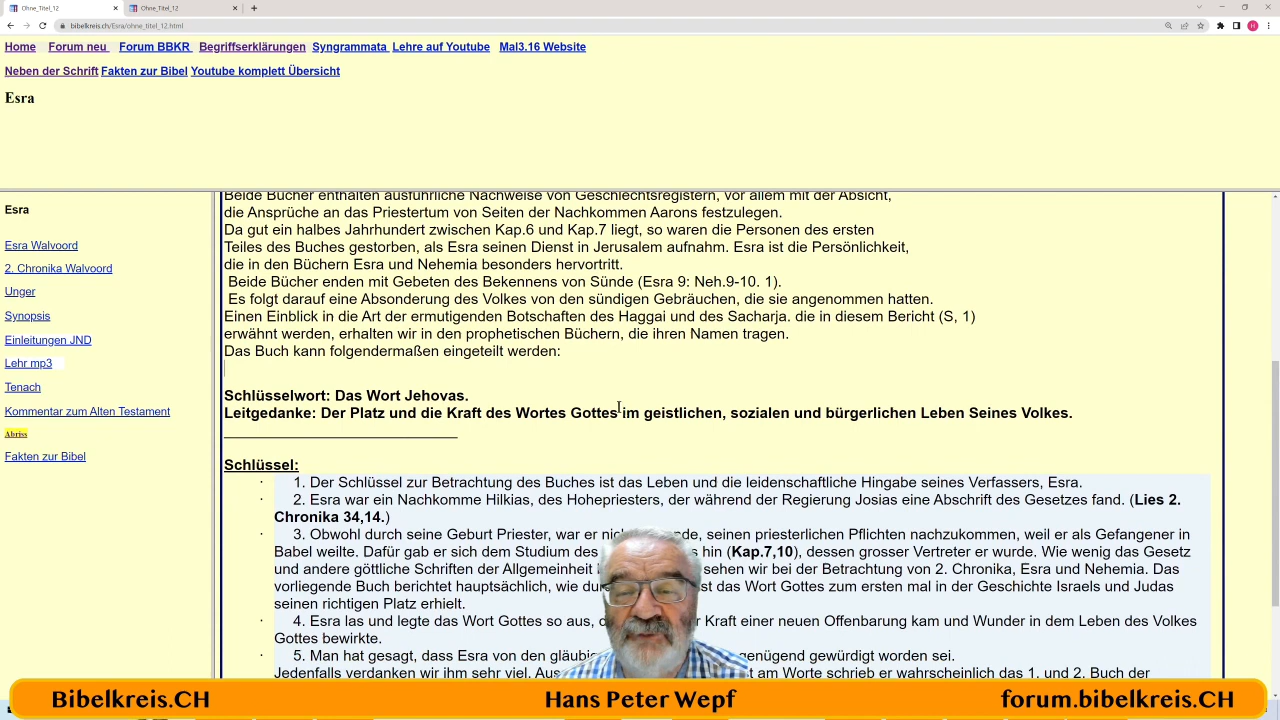 Ohne_Titel_12
Ohne_Titel_12
bibelkreis.ch/Esra/ohne_titel_12.html
H
Home Forum neu Forum BBKR Begriffserklärungen Syngrammata Lehre auf Youtube Mal3.16 Website
Neben der Schrift Fakten zur Bibel Youtube komplett Übersicht
Esra
Esra
Esra Walvoord
2. Chronika Walvoord
Unger
Synopsis
Einleitungen JND
Lehr mp3
Tenach
Kommentar zum Alten Testament
Abriss
Fakten zur Bibel
Beide Bücher enthalten ausführliche Nachweise von Geschlechtsregistern, vor allem mit der Absicht,
die Ansprüche an das Priestertum von Seiten der Nachkommen Aarons festzulegen.
Da gut ein halbes Jahrhundert zwischen Kap.6 und Kap.7 liegt, so waren die Personen des ersten
Teiles des Buches gestorben, als Esra seinen Dienst in Jerusalem aufnahm. Esra ist die Persönlichkeit,
die in den Büchern Esra und Nehemia besonders hervortritt.
Beide Bücher enden mit Gebeten des Bekennens von Sünde (Esra 9: Neh.9-10. 1).
Es folgt darauf eine Absonderung des Volkes von den sündigen Gebräuchen, die sie angenommen hatten.
Einen Einblick in die Art der ermutigenden Botschaften des Haggai und des Sacharja. die in diesem Bericht (S, 1)
erwähnt werden, erhalten wir in den prophetischen Büchern, die ihren Namen tragen.
Das Buch kann folgendermaßen eingeteilt werden:
Schlüsselwort: Das Wort Jehovas.
Leitgedanke: Der Platz und die Kraft des Wortes Gottes im geistlichen, sozialen und bürgerlichen Leben Seines Volkes.
Schlüssel:
· 1. Der Schlüssel zur Betrachtung des Buches ist das Leben und die leidenschaftliche Hingabe seines Verfassers, Esra.
· 2. Esra war ein Nachkomme Hilkias, des Hohepriesters, der während der Regierung Josias eine Abschrift des Gesetzes fand. (Lies 2.
Chronika 34,14.)
· 3. Obwohl durch seine Geburt Priester, war er seinen priesterlichen Pflichten nachzukommen, weil er als Gefangener in
Babel weilte. Dafür gab er sich dem Studium des hin (Kap.7,10), dessen grosser Vertreter er wurde. Wie wenig das Gesetz
und andere göttliche Schriften der Allgemeinheit sehen wir bei der Betrachtung von 2. Chronika, Esra und Nehemia. Das
vorliegende Buch berichtet hauptsächlich, wie das Wort Gottes zum ersten mal in der Geschichte Israels und Judas
seinen richtigen Platz erhielt.
· 4. Esra las und legte das Wort Gottes so aus, Kraft einer neuen Offenbarung kam und Wunder in dem Leben des Volkes
Gottes bewirkte.
· 5. Man hat gesagt, dass Esra von den genügend gewürdigt worden sei.
Jedenfalls verdanken wir ihm sehr viel. am Worte schrieb er wahrscheinlich das 1. und 2. Buch der
Bibelkreis.CH Hans Peter Wepf forum.bibelkreis.CH